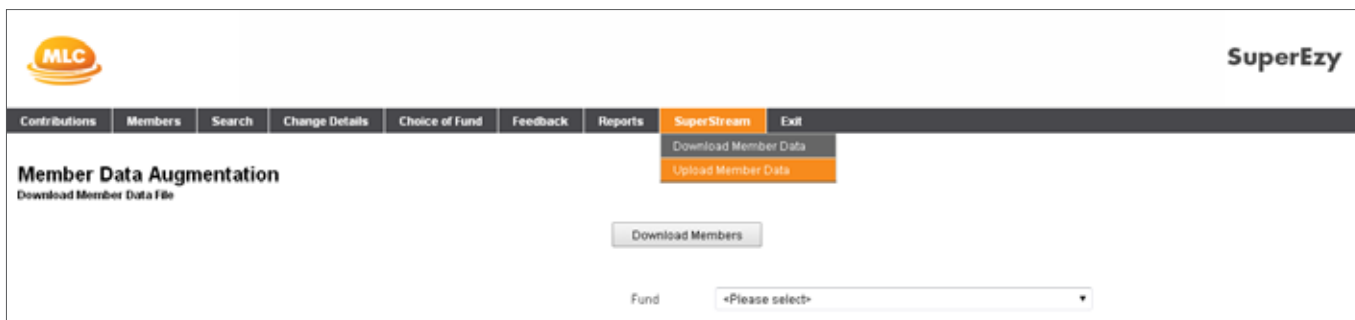 MLC
SuperEzy
Contributions Members Search Change Details Choice of Fund Feedback Reports SuperStream Exit
Download Member Data
Upload Member Data
Member Data Augmentation
Download Member Data File
Download Members
Fund <Please select>